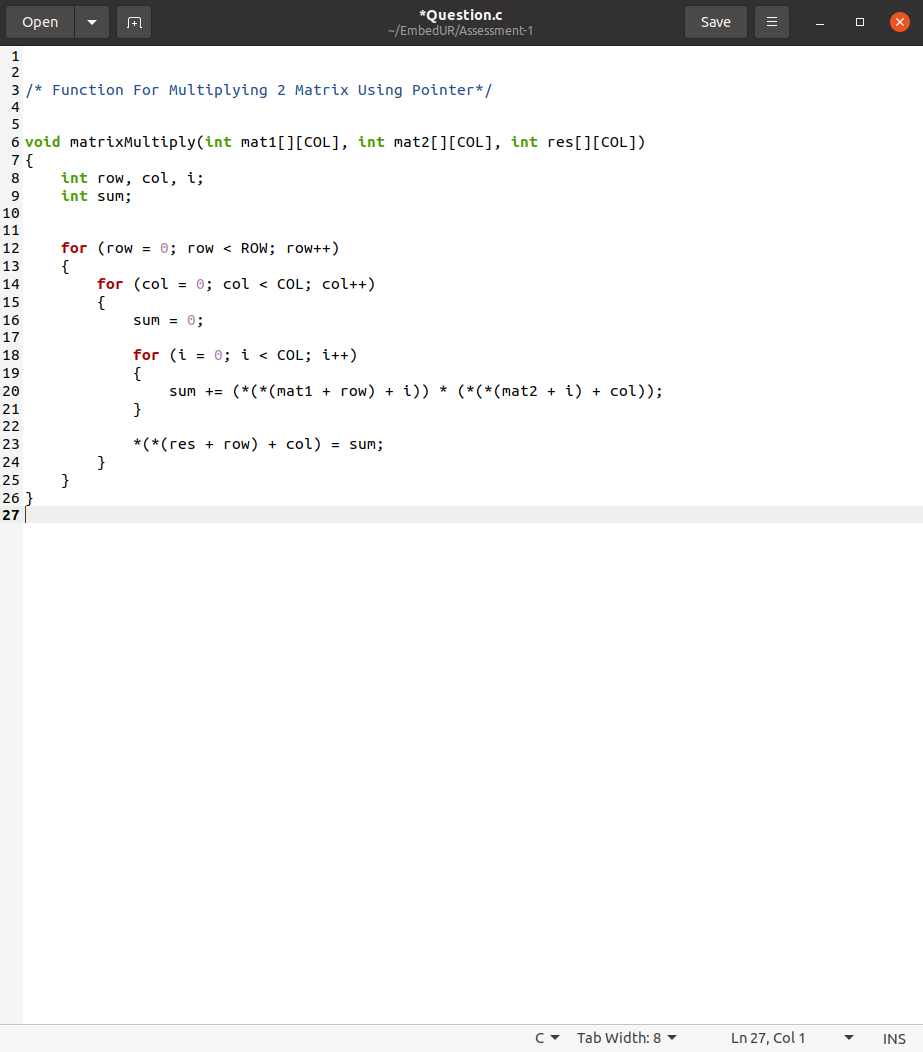 Open
*Question.c
~/EmbedUR/Assessment-1
Save
1
2
3 /* Function For Multiplying 2 Matrix Using Pointer*/
4
5
6 void matrixMultiply(int mat1[][COL], int mat2[][COL], int res[][COL])
7 {
8     int row, col, i;
9     int sum;
10
11
12     for (row = 0; row < ROW; row++)
13     {
14         for (col = 0; col < COL; col++)
15         {
16             sum = 0;
17
18             for (i = 0; i < COL; i++)
19             {
20                 sum += (*(*(mat1 + row) + i)) * (*(*(mat2 + i) + col));
21             }
22
23             *(*(res + row) + col) = sum;
24         }
25     }
26 }
27
C Tab Width: 8 Ln 27, Col 1 INS